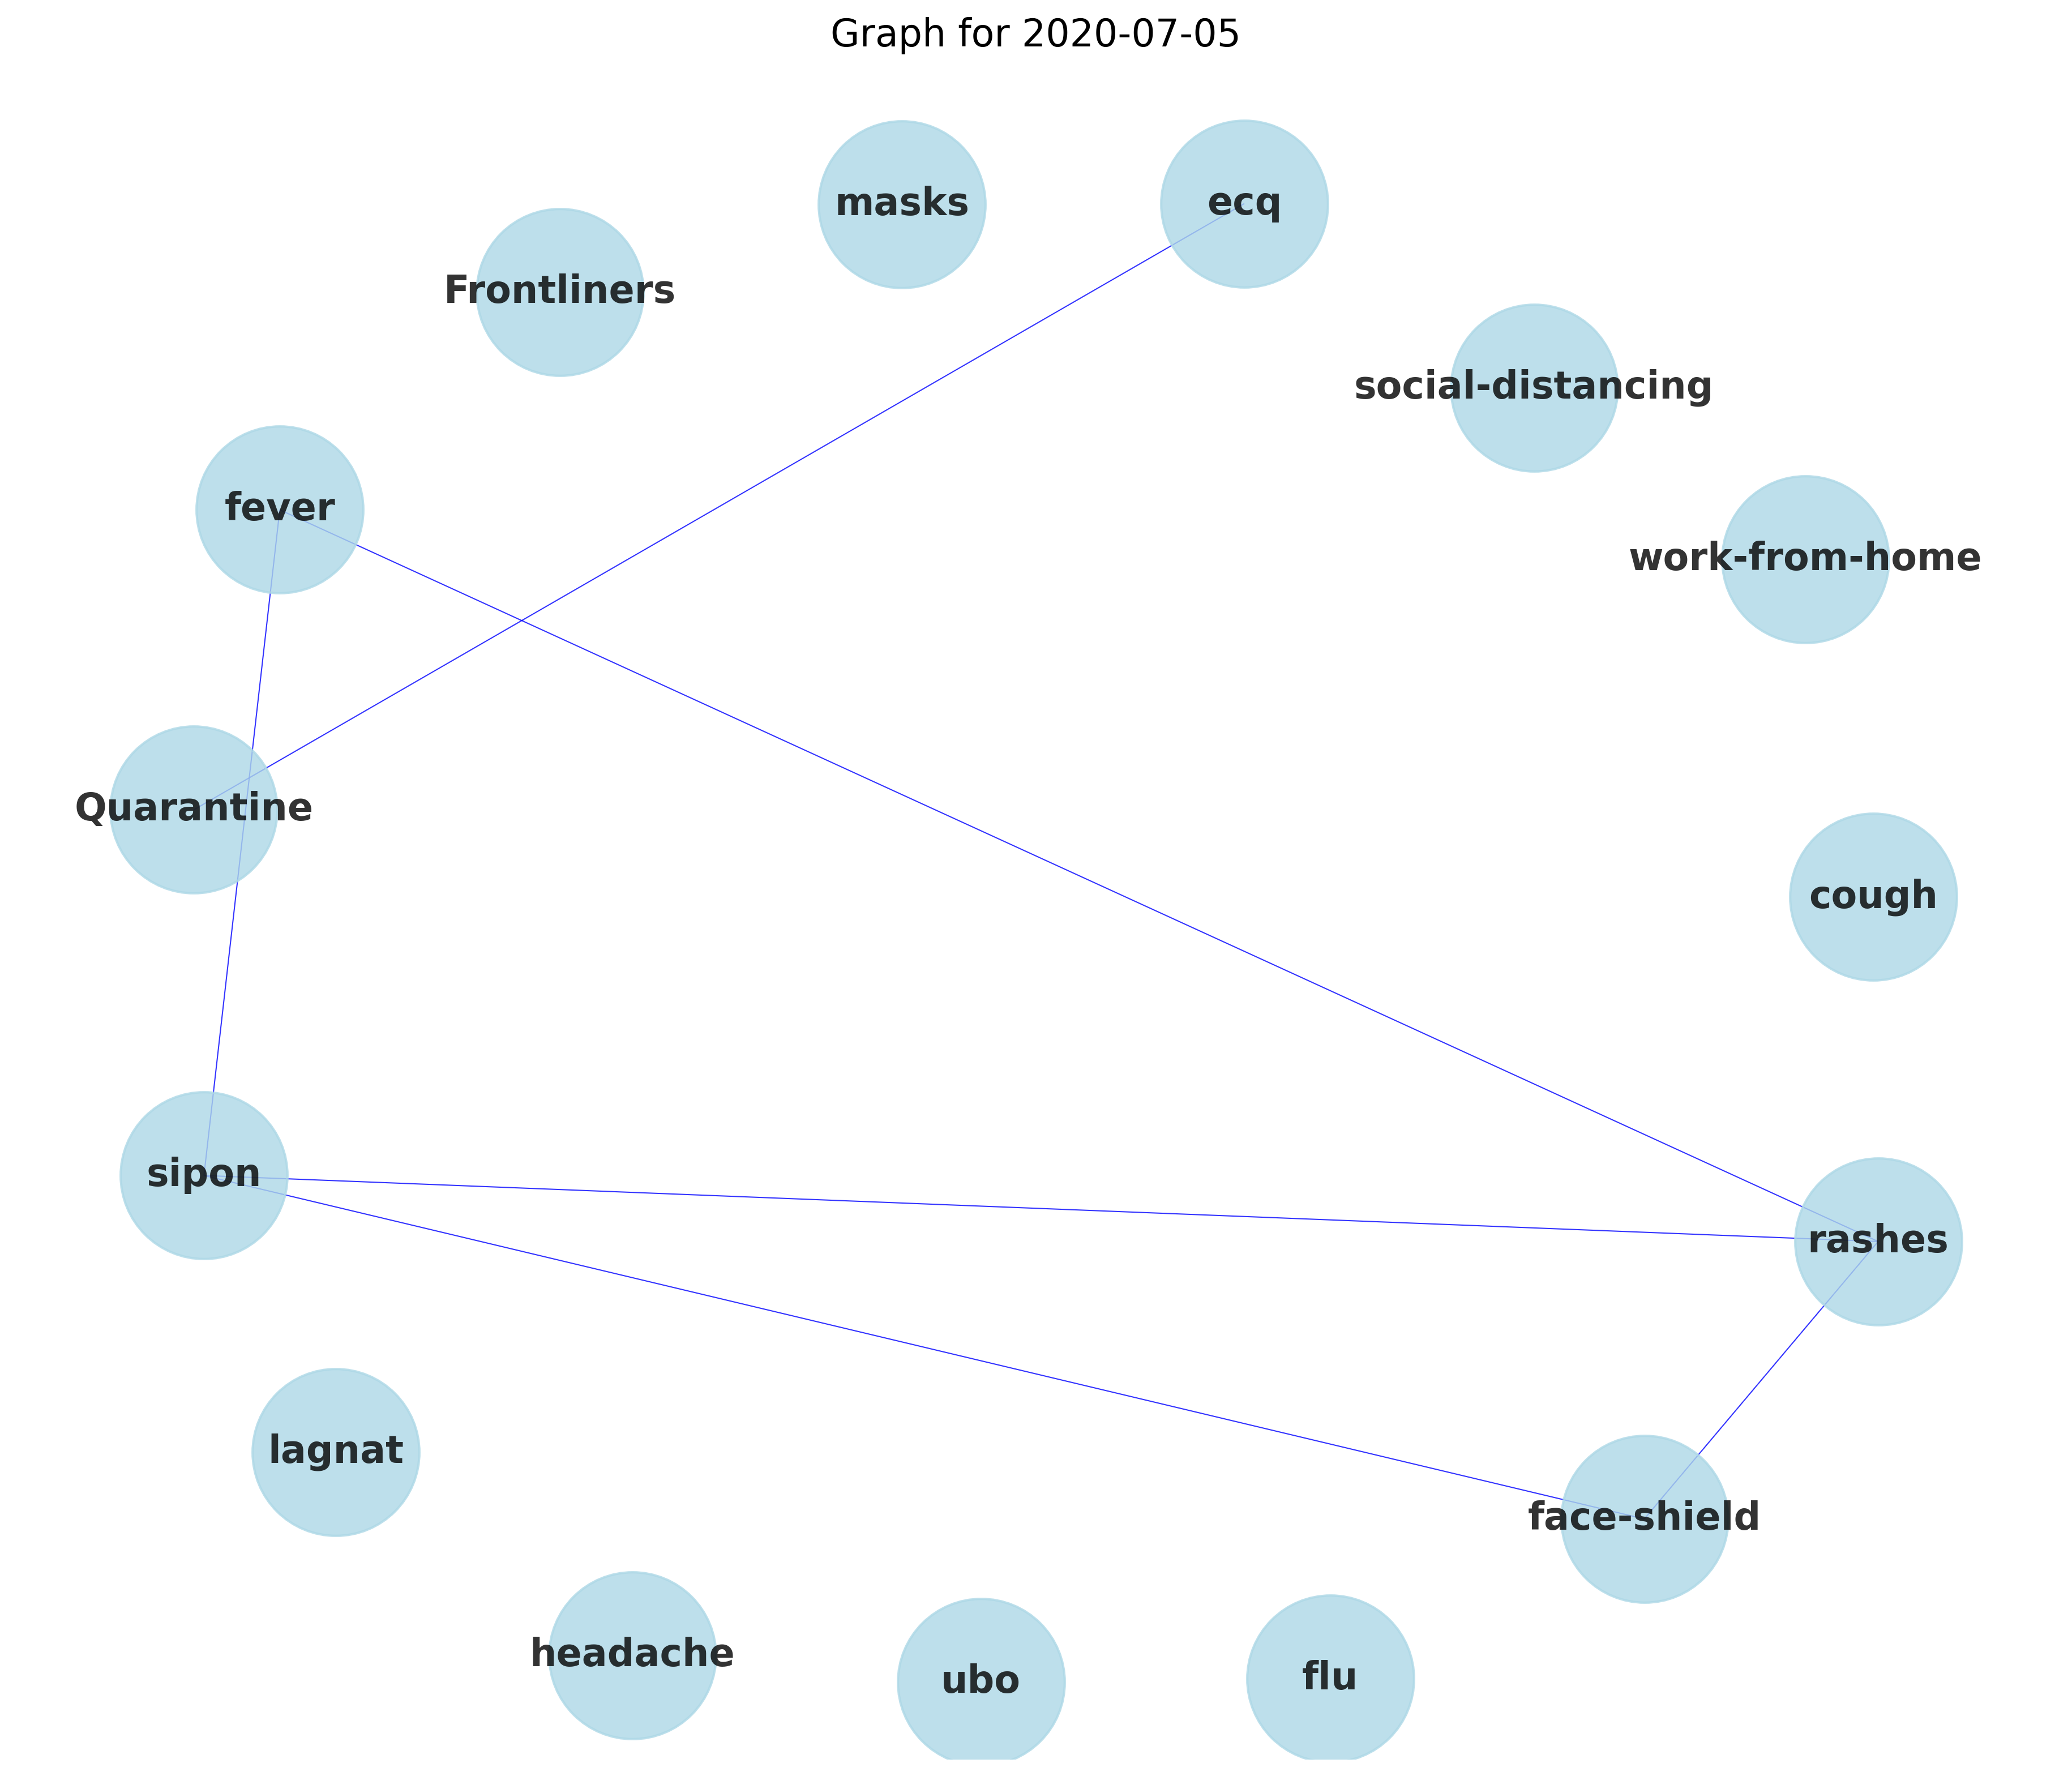 Graph for 2020-07-05
masks
ecq
Frontliners
social-distancing
fever
work-from-home
Quarantine
cough
sipon
rashes
lagnat
face-shield
headache
ubo
flu